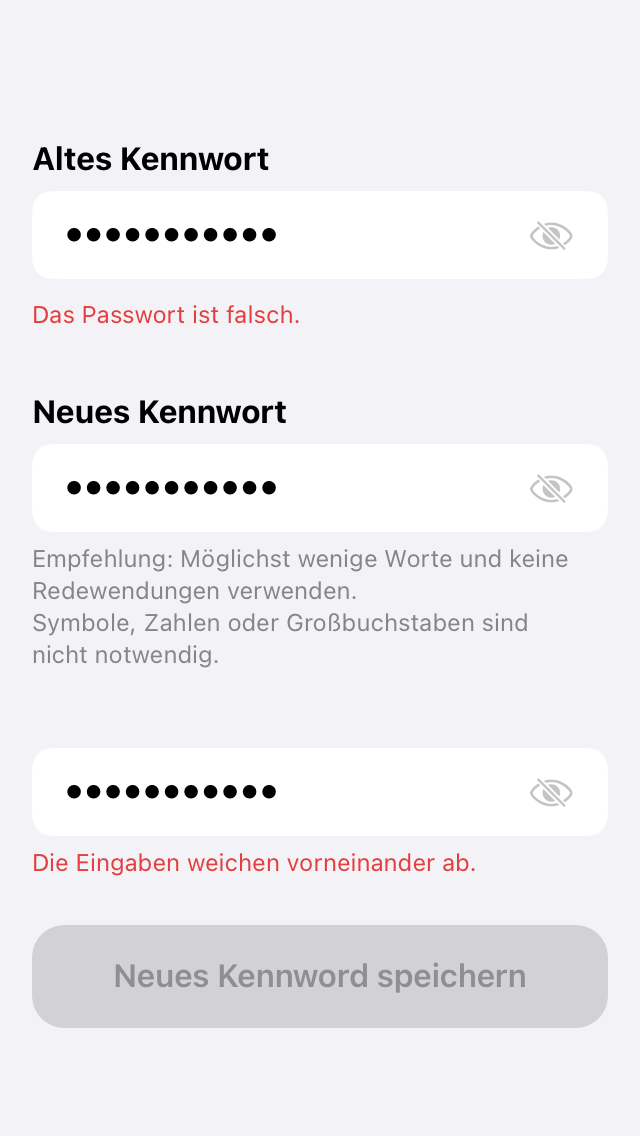 Altes Kennwort
•••••••••••
Das Passwort ist falsch.
Neues Kennwort
•••••••••••
Empfehlung: Möglichst wenige Worte und keine
Redewendungen verwenden.
Symbole, Zahlen oder Großbuchstaben sind
nicht notwendig.
•••••••••••
Die Eingaben weichen vorneinander ab.
Neues Kennword speichern